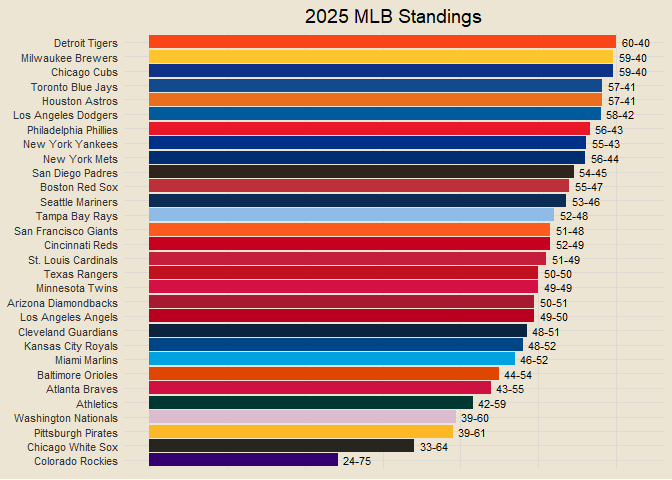 2025 MLB Standings
Detroit Tigers 60-40
Milwaukee Brewers 59-40
Chicago Cubs 59-40
Toronto Blue Jays 57-41
Houston Astros 57-41
Los Angeles Dodgers 58-42
Philadelphia Phillies 56-43
New York Yankees 55-43
New York Mets 56-44
San Diego Padres 54-45
Boston Red Sox 55-47
Seattle Mariners 53-46
Tampa Bay Rays 52-48
San Francisco Giants 51-48
Cincinnati Reds 52-49
St. Louis Cardinals 51-49
Texas Rangers 50-50
Minnesota Twins 49-49
Arizona Diamondbacks 50-51
Los Angeles Angels 49-50
Cleveland Guardians 48-51
Kansas City Royals 48-52
Miami Marlins 46-52
Baltimore Orioles 44-54
Atlanta Braves 43-55
Athletics 42-59
Washington Nationals 39-60
Pittsburgh Pirates 39-61
Chicago White Sox 33-64
Colorado Rockies 24-75